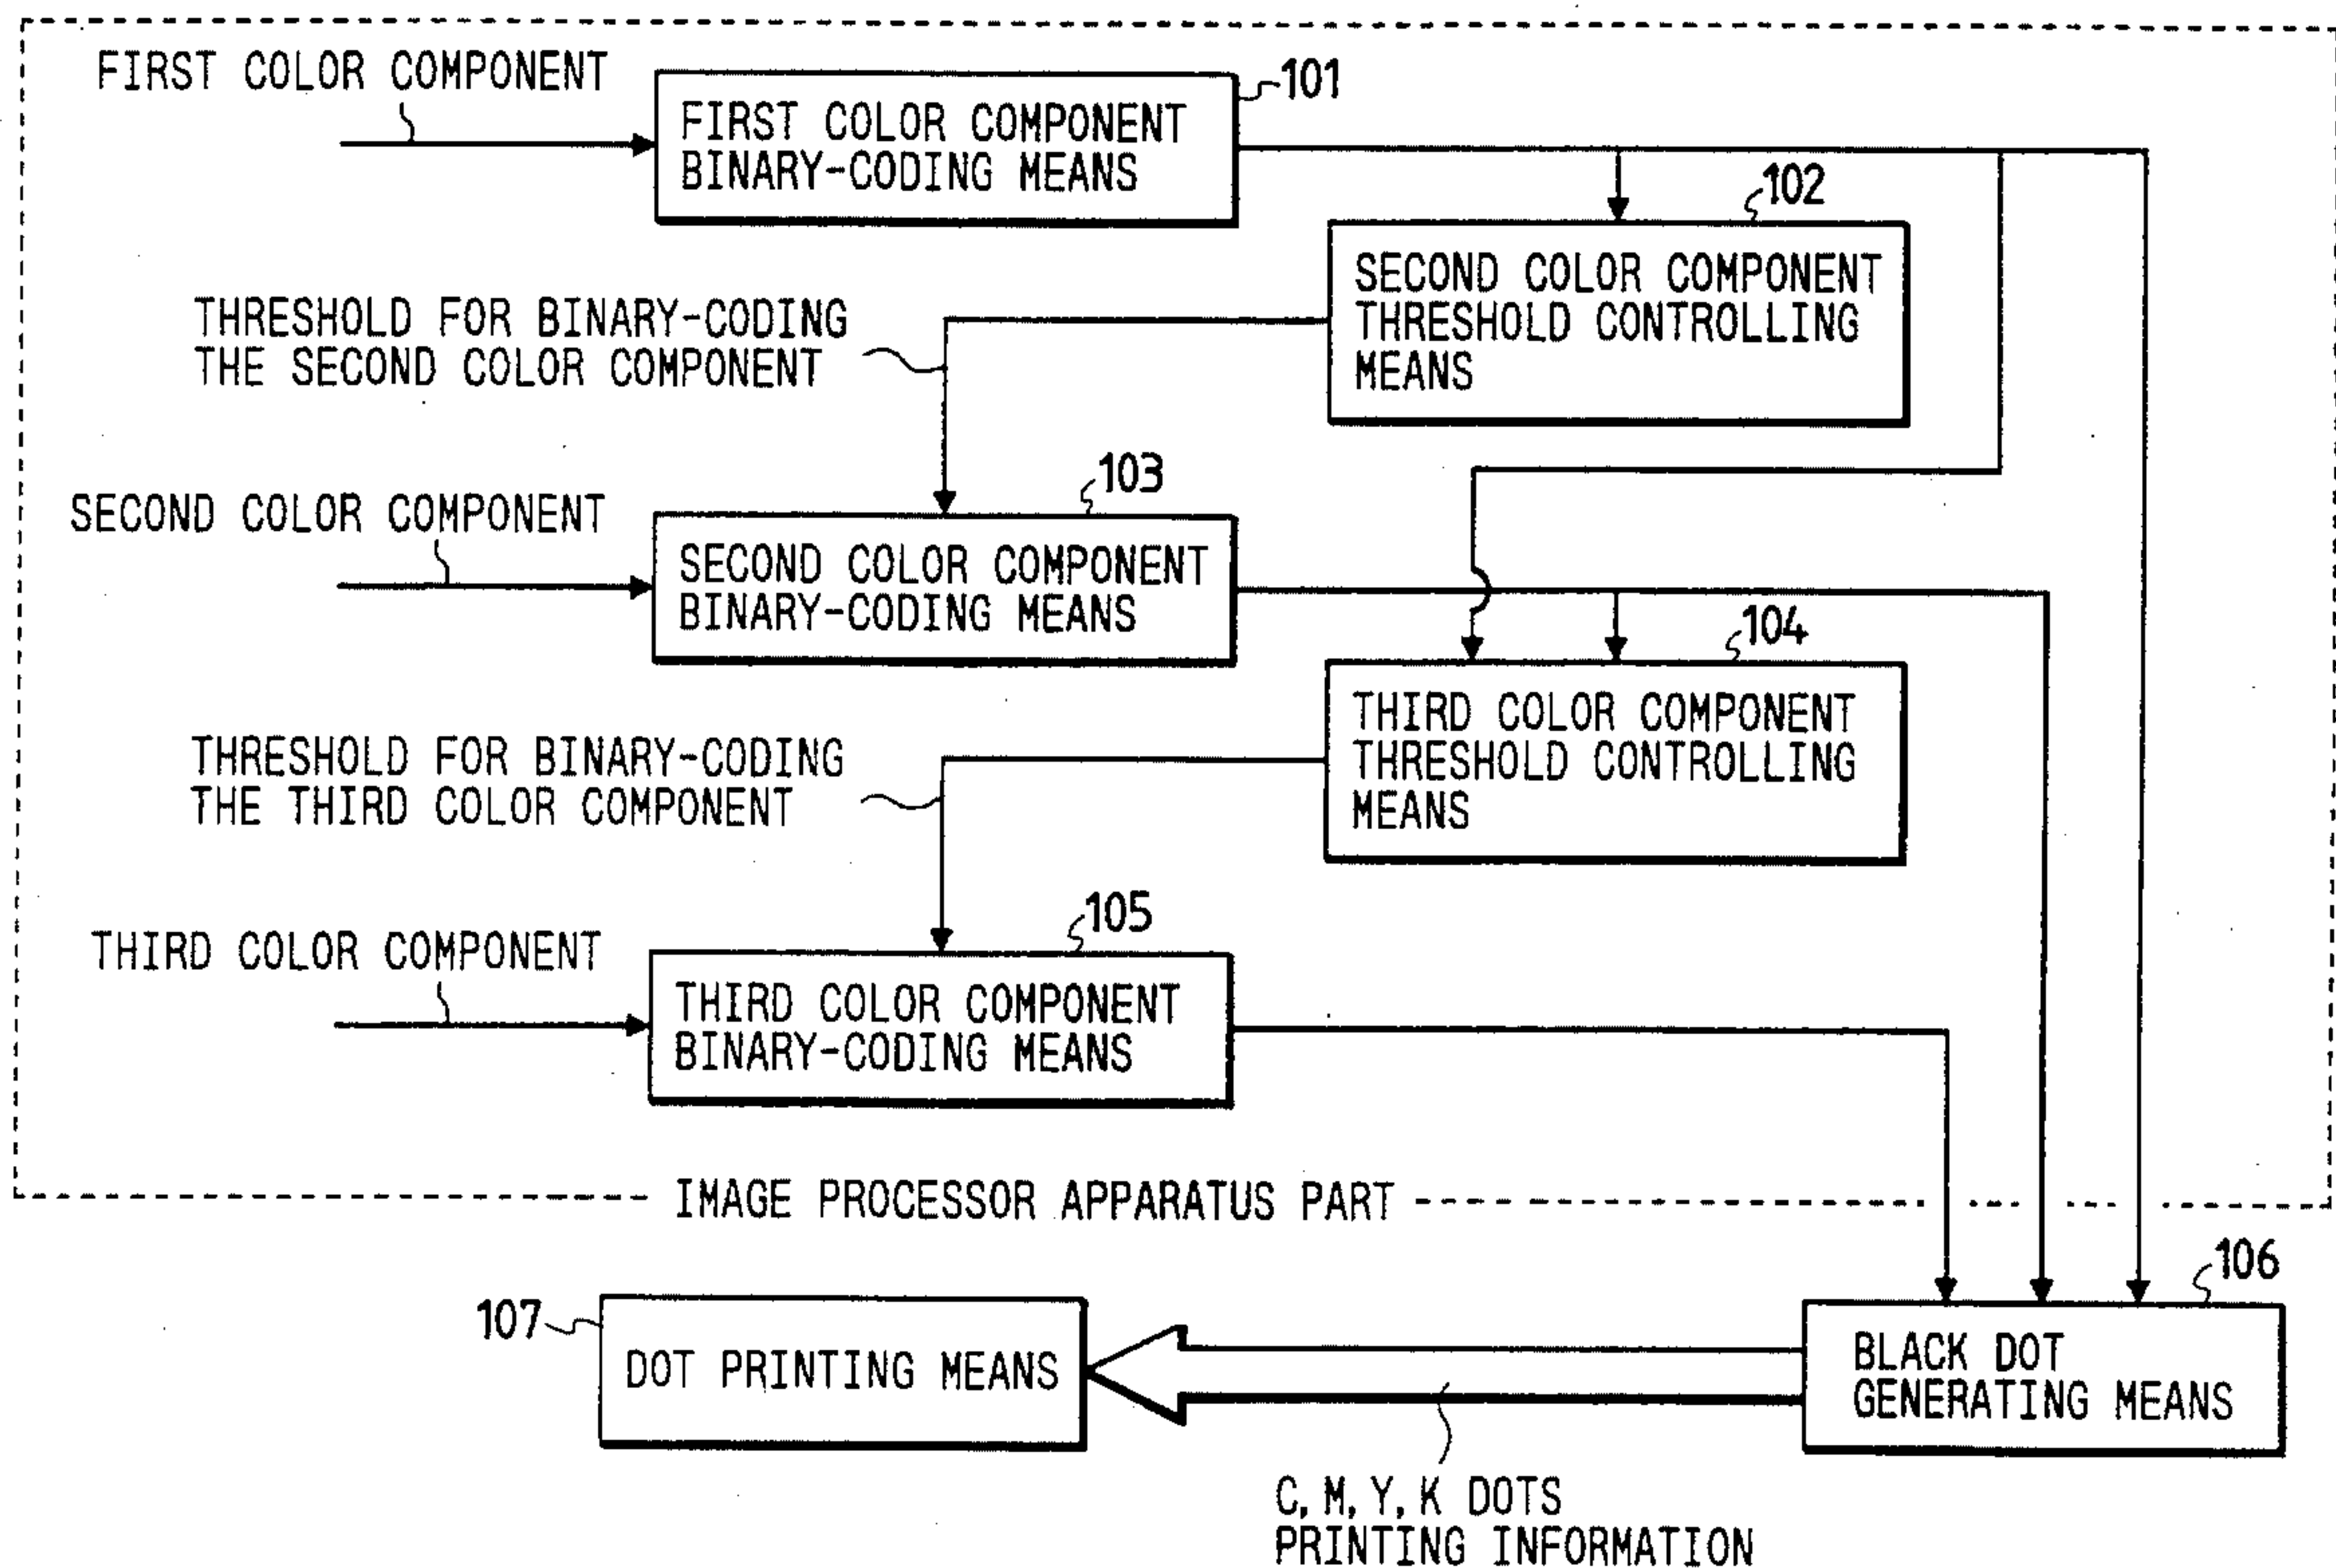 FIRST COLOR COMPONENT
101
FIRST COLOR COMPONENT
BINARY-CODING MEANS
102
SECOND COLOR COMPONENT
THRESHOLD CONTROLLING
MEANS
THRESHOLD FOR BINARY-CODING
THE SECOND COLOR COMPONENT
103
SECOND COLOR COMPONENT
SECOND COLOR COMPONENT
BINARY-CODING MEANS
104
THIRD COLOR COMPONENT
THRESHOLD CONTROLLING
MEANS
THRESHOLD FOR BINARY-CODING
THE THIRD COLOR COMPONENT
105
THIRD COLOR COMPONENT
THIRD COLOR COMPONENT
BINARY-CODING MEANS
IMAGE PROCESSOR APPARATUS PART
106
107
DOT PRINTING MEANS
BLACK DOT
GENERATING MEANS
C, M, Y, K DOTS
PRINTING INFORMATION